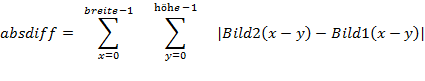 absdiff = ∑_{x=0}^{breite-1} ∑_{y=0}^{höhe-1} |Bild2(x − y) − Bild1(x − y)|